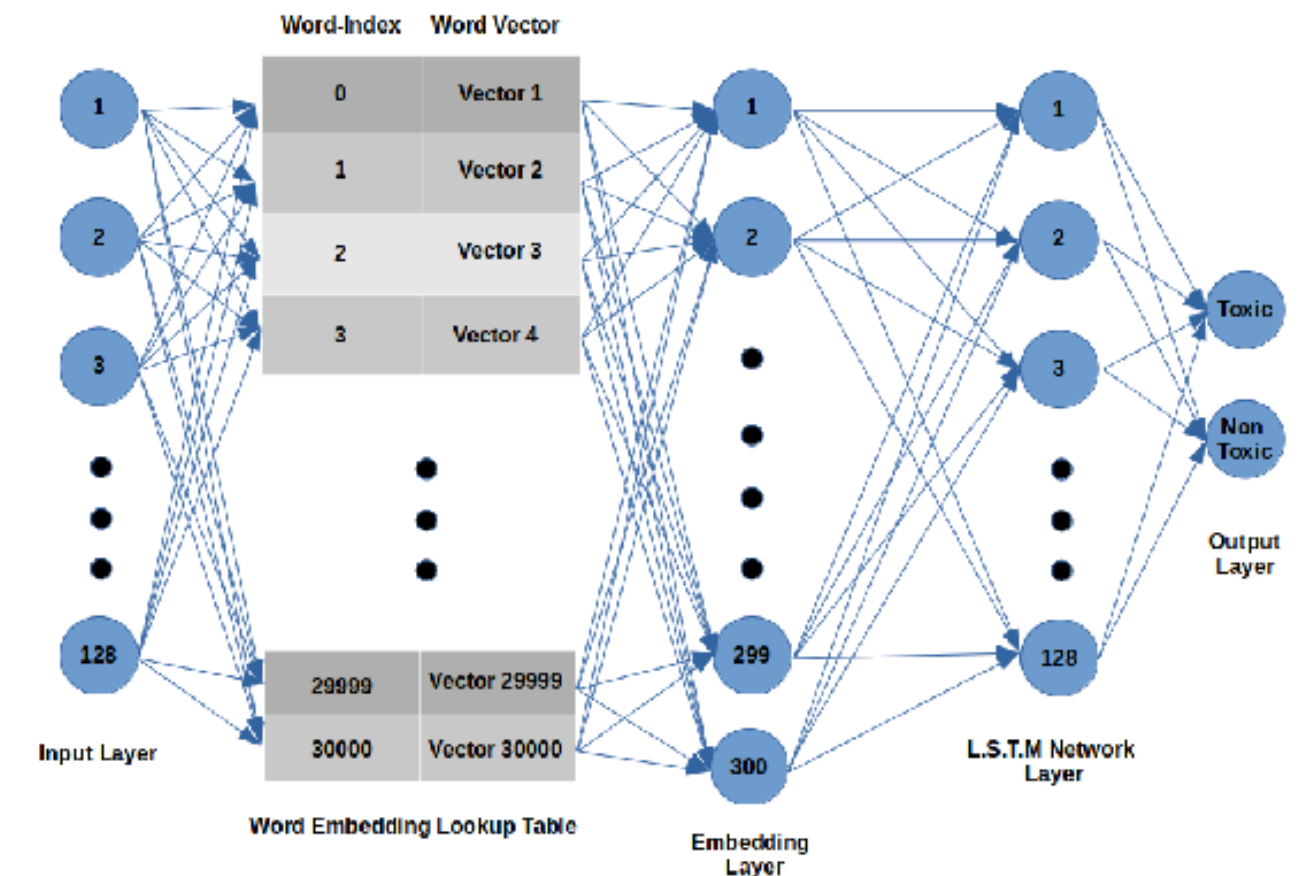 Word-Index Word Vector
1
2
3
128
Input Layer
0 Vector 1
1 Vector 2
2 Vector 3
3 Vector 4
29999 Vector 29999
30000 Vector 30000
Word Embedding Lookup Table
1
2
299
300
Embedding
Layer
1
2
3
128
L.S.T.M Network
Layer
Toxic
Non
Toxic
Output
Layer